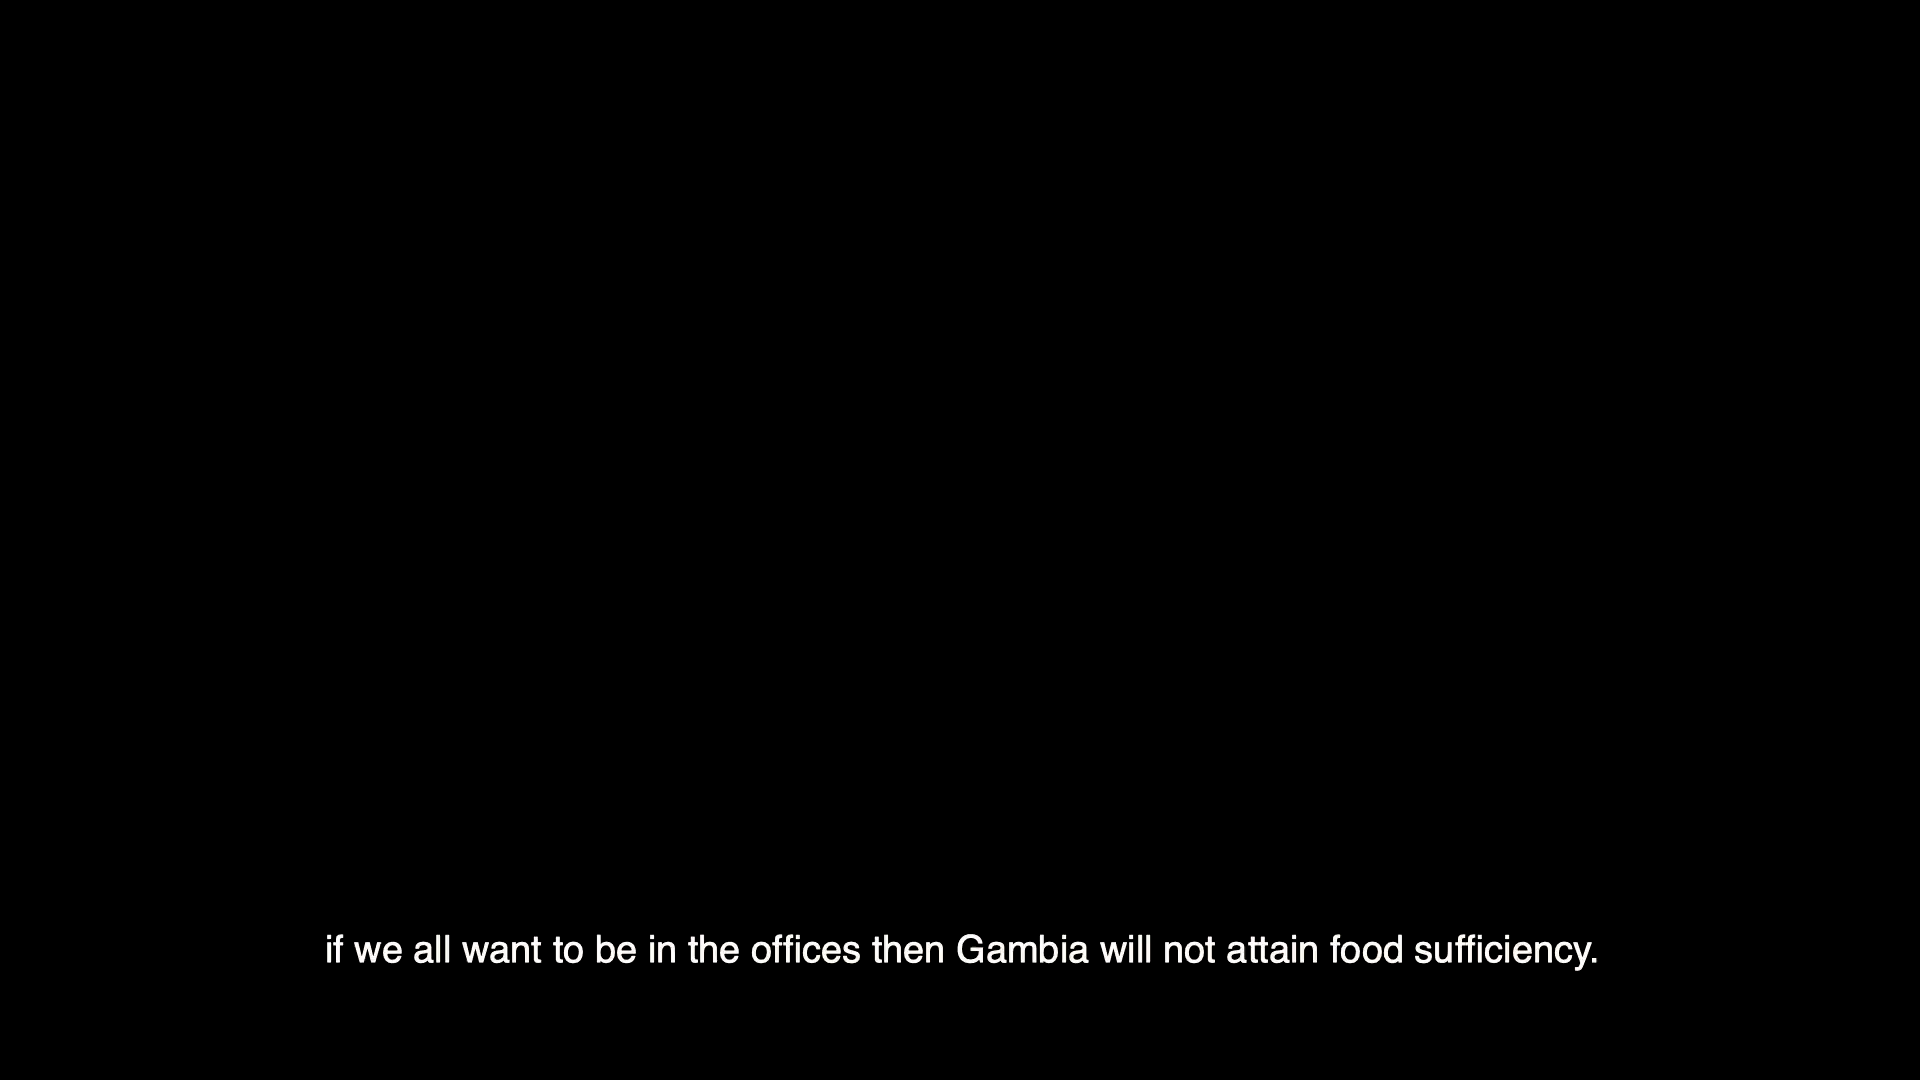 if we all want to be in the offices then Gambia will not attain food sufficiency.